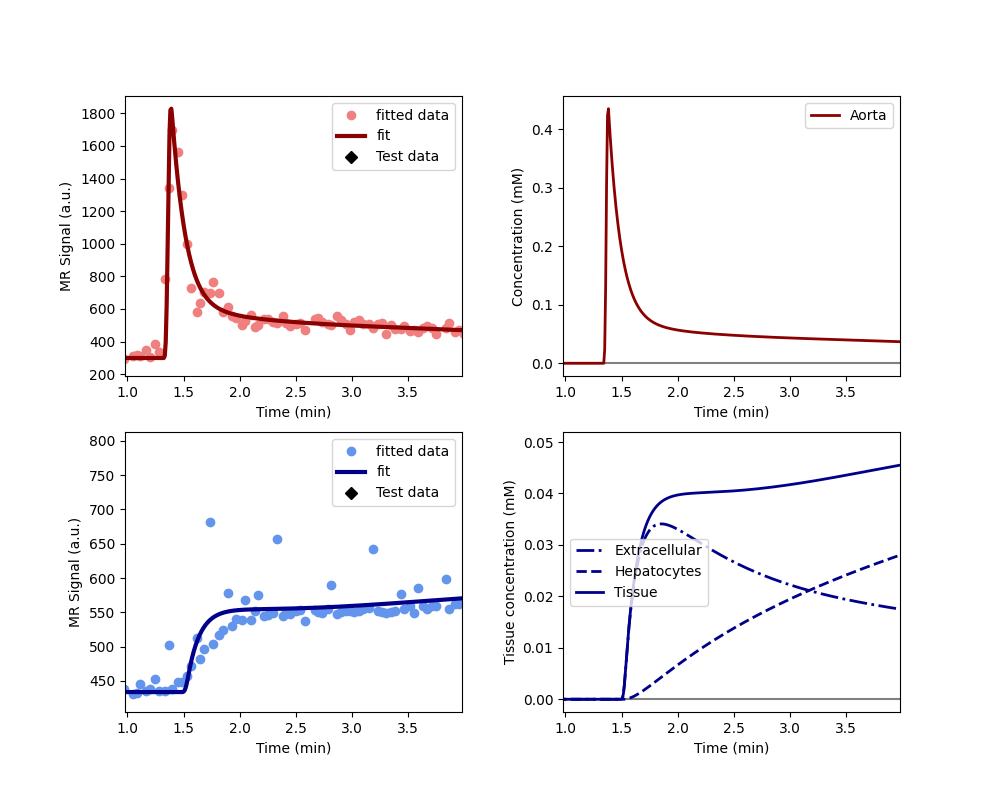 MR Signal (a.u.)
1800
1600
1400
1200
1000
800
600
400
200
fitted data
fit
Test data
1.0 1.5 2.0 2.5 3.0 3.5
Time (min)
Concentration (mM)
0.4
0.3
0.2
0.1
0.0
Aorta
1.0 1.5 2.0 2.5 3.0 3.5
Time (min)
MR Signal (a.u.)
800
750
700
650
600
550
500
450
fitted data
fit
Test data
1.0 1.5 2.0 2.5 3.0 3.5
Time (min)
Tissue concentration (mM)
0.05
0.04
0.03
0.02
0.01
0.00
Extracellular
Hepatocytes
Tissue
1.0 1.5 2.0 2.5 3.0 3.5
Time (min)